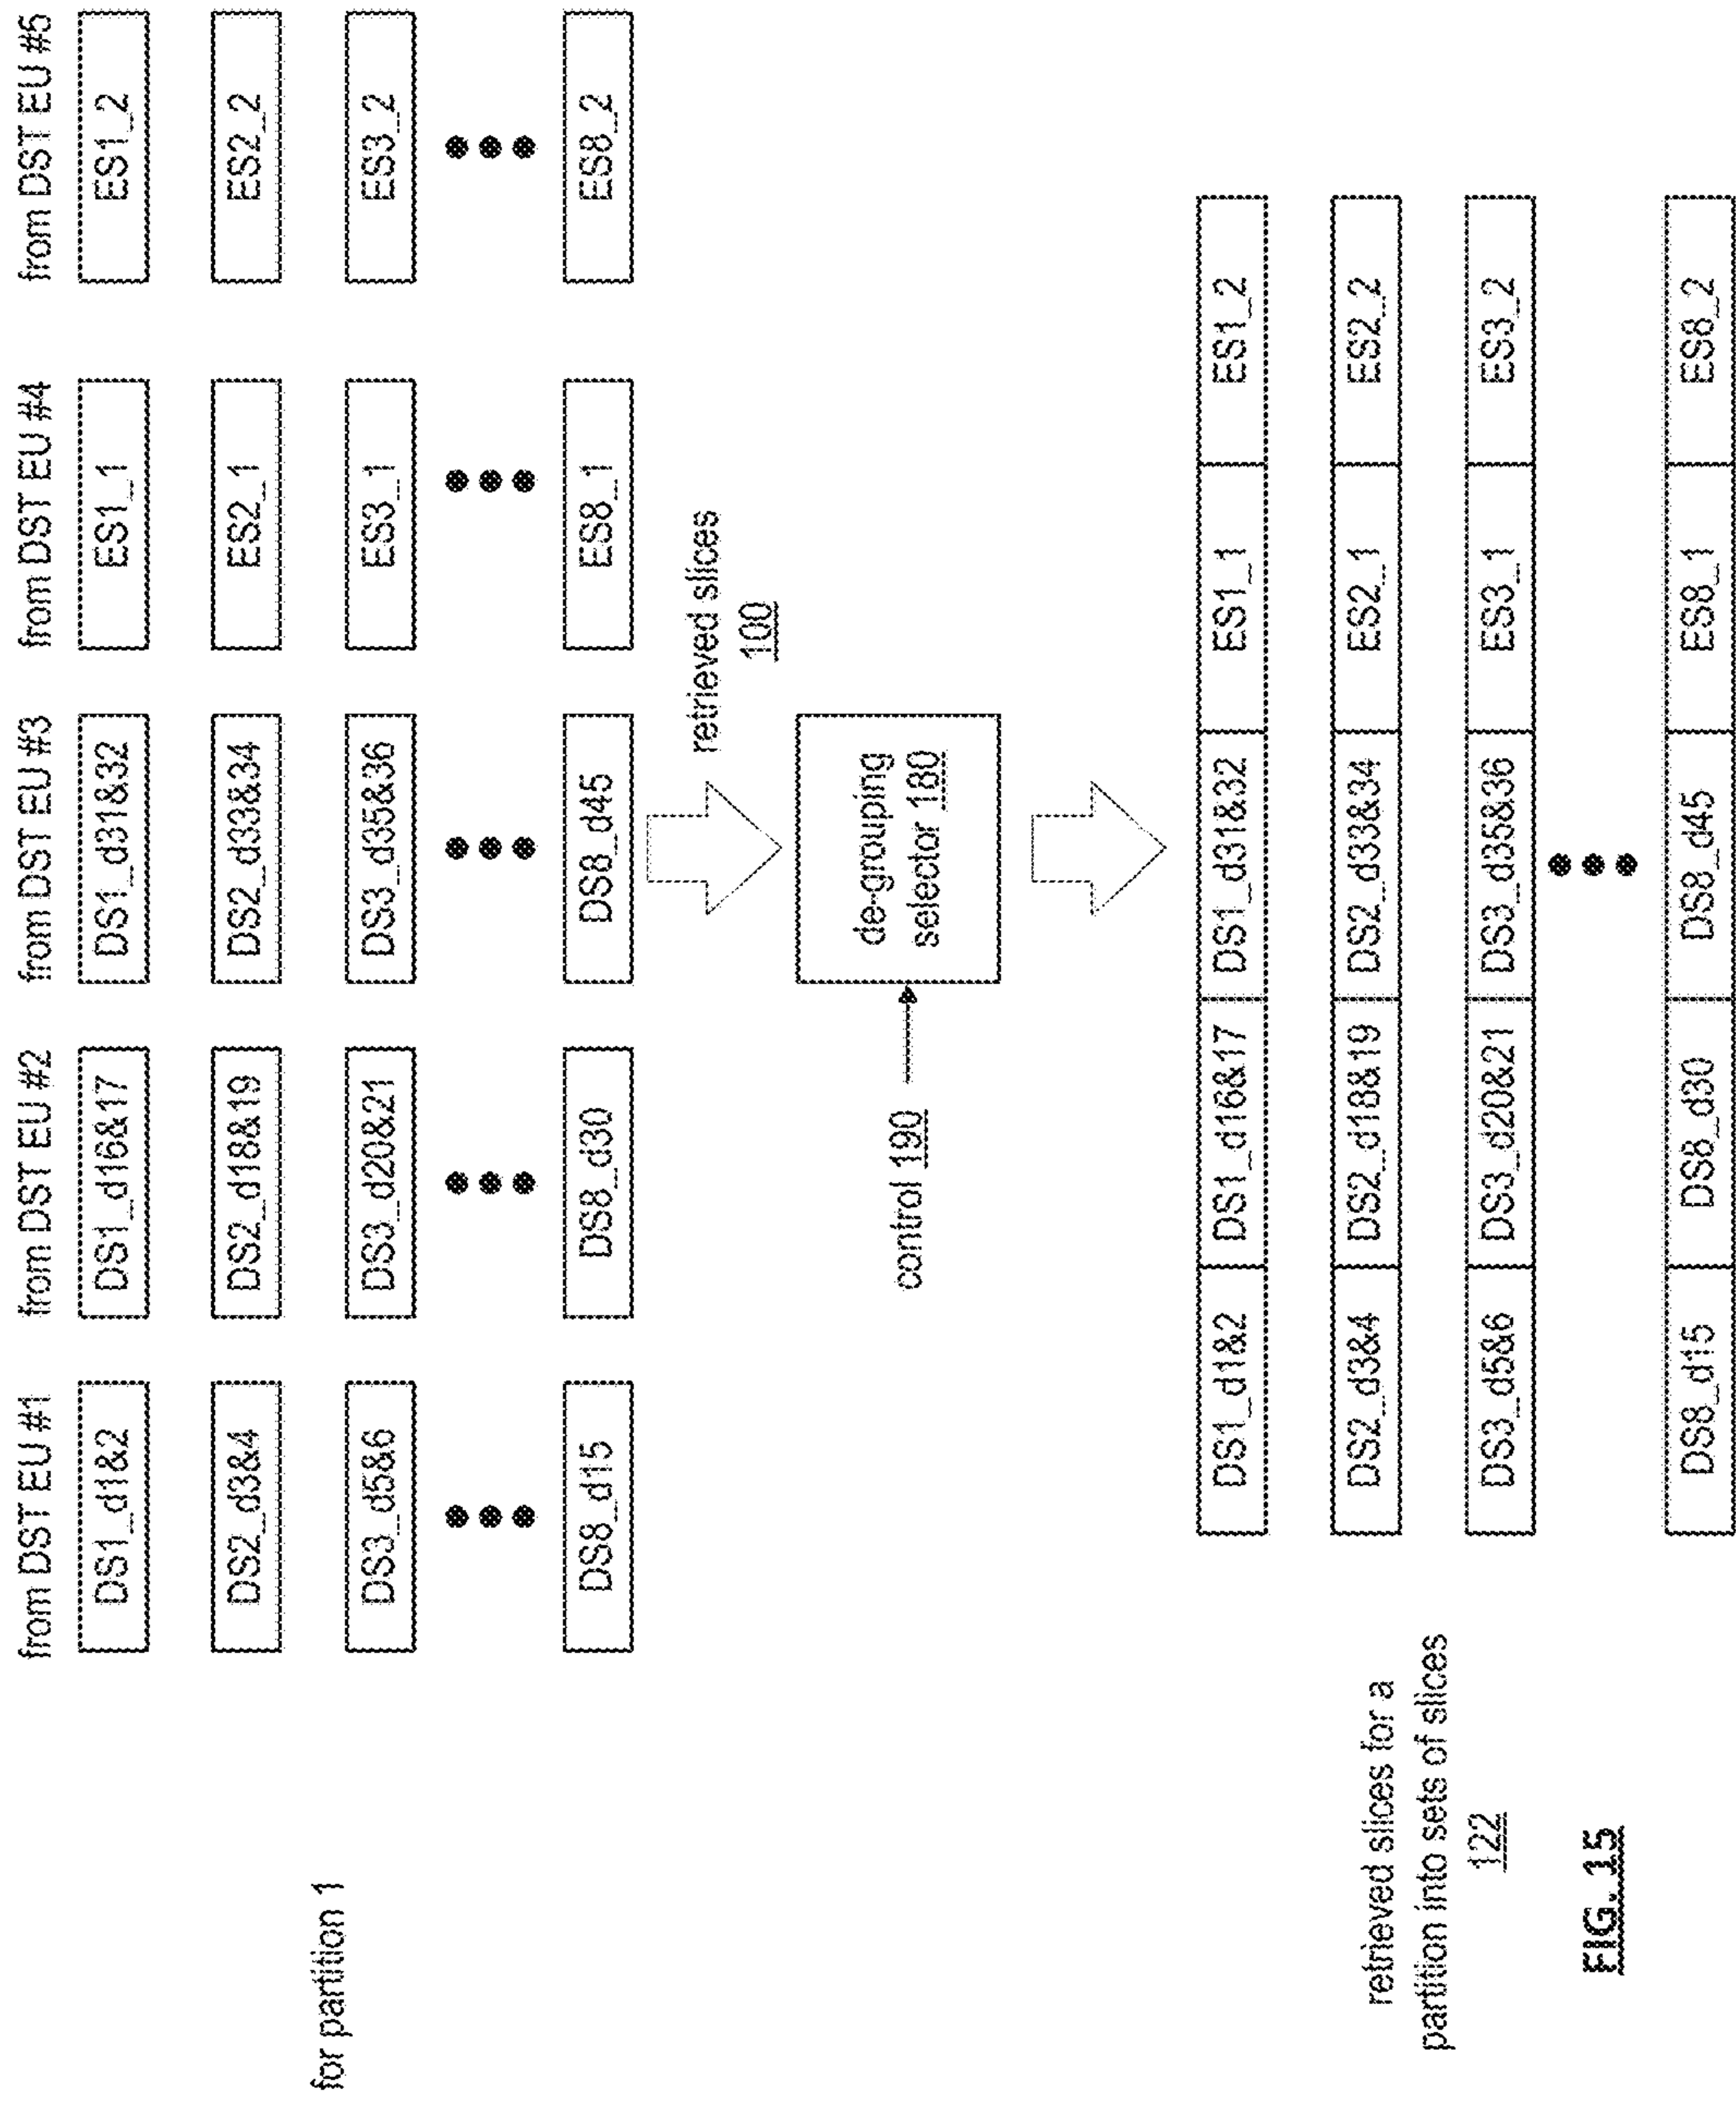 from DST EU #1
from DST EU #2
from DST EU #3
from DST EU #4
from DST EU #5
for partition 1
DS1_d1&2
DS1_d16&17
DS1_d31&32
ES1_1
ES1_2
DS2_d3&4
DS2_d18&19
DS2_d33&34
ES2_1
ES2_2
DS3_d5&6
DS3_d20&21
DS3_d35&36
ES3_1
ES3_2
DS8_d15
DS8_d30
DS8_d45
ES8_1
ES8_2
retrieved slices
100
control 190
de-grouping
selector 180
retrieved slices for a
partition into sets of slices
122
DS1_d1&2
DS1_d16&17
DS1_d31&32
ES1_1
ES1_2
DS2_d3&4
DS2_d18&19
DS2_d33&34
ES2_1
ES2_2
DS3_d5&6
DS3_d20&21
DS3_d35&36
ES3_1
ES3_2
DS8_d15
DS8_d30
DS8_d45
ES8_1
ES8_2
FIG. 15